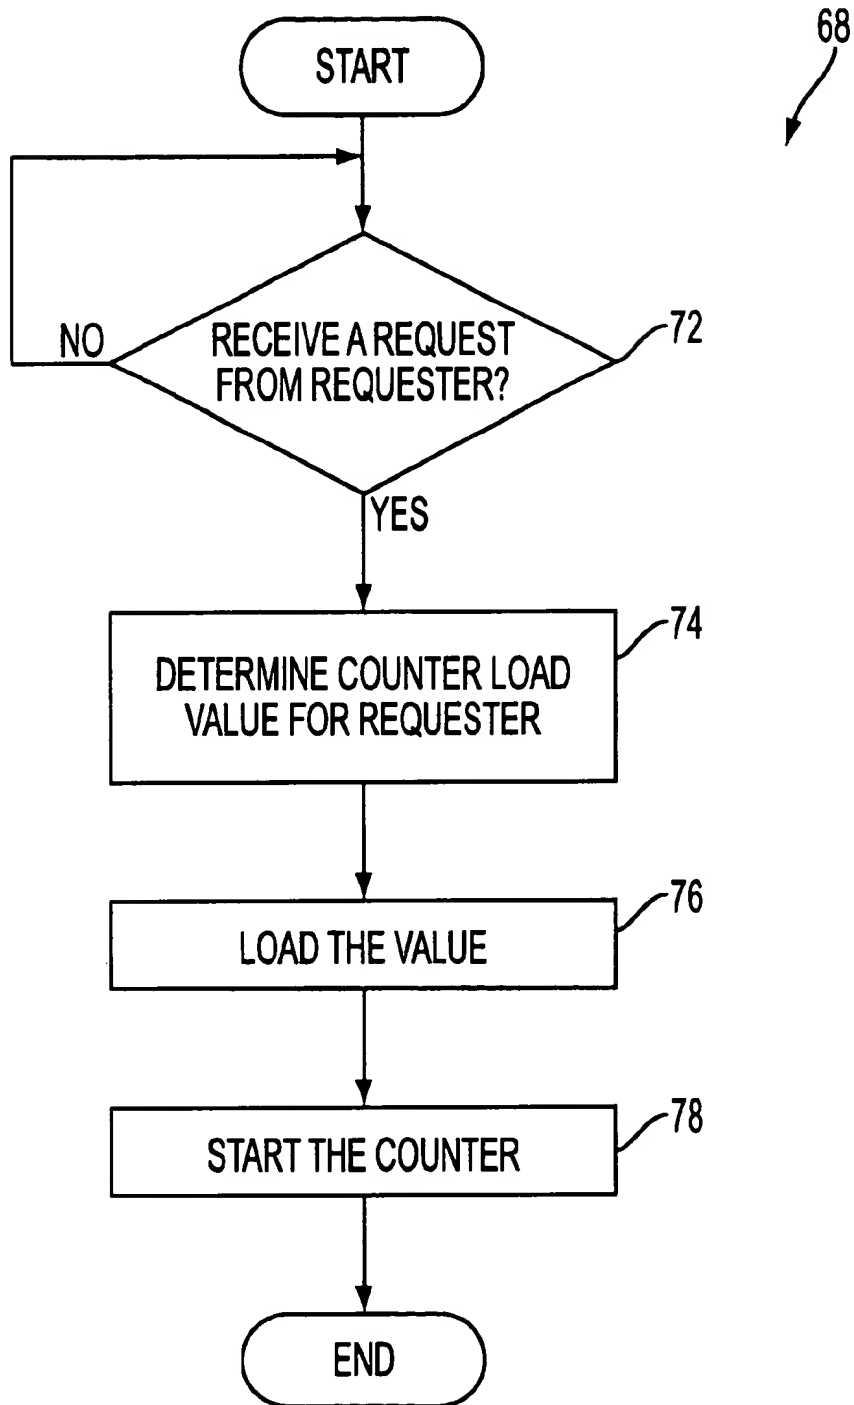 68
START
RECEIVE A REQUEST
FROM REQUESTER?
72
NO
YES
74
DETERMINE COUNTER LOAD
VALUE FOR REQUESTER
76
LOAD THE VALUE
78
START THE COUNTER
END